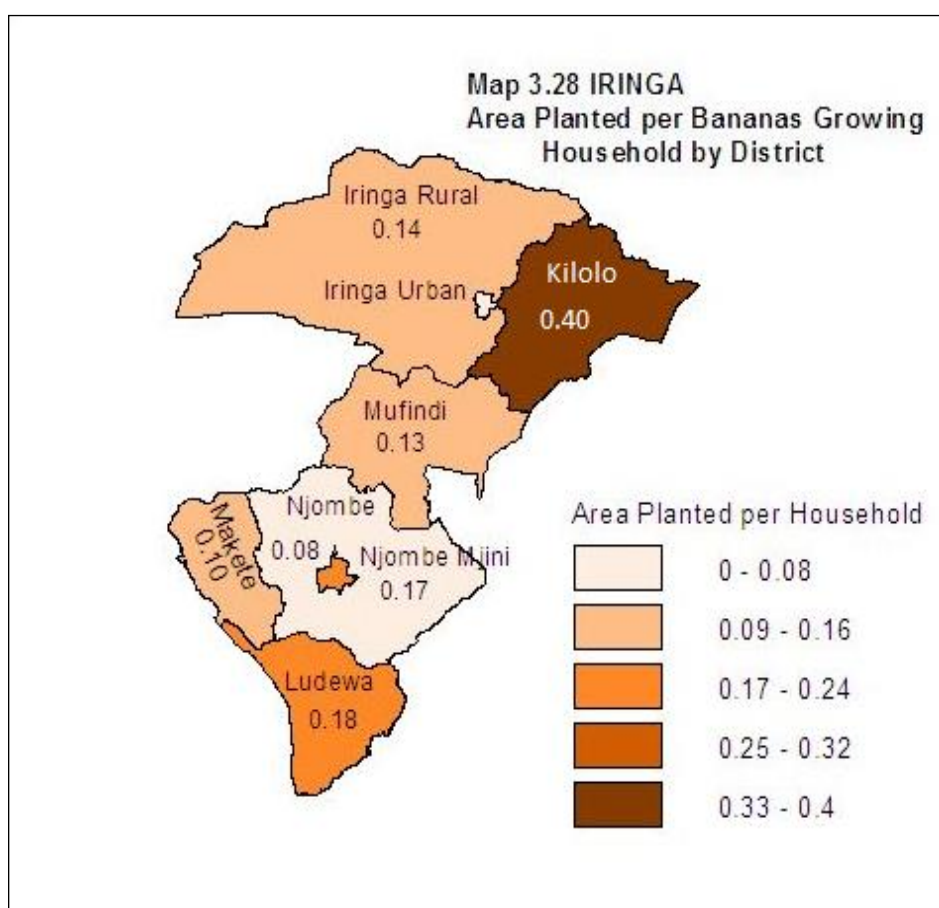 Map 3.28 IRINGA
Area Planted per Bananas Growing
Household by District
Iringa Rural
0.14
Kilolo
Iringa Urban
0.40
Mufindi
0.13
Njombe
Makete
0.10
0.08
Njombe Mjini
0.17
Ludewa
0.18
Area Planted per Household
0 - 0.08
0.09 - 0.16
0.17 - 0.24
0.25 - 0.32
0.33 - 0.4